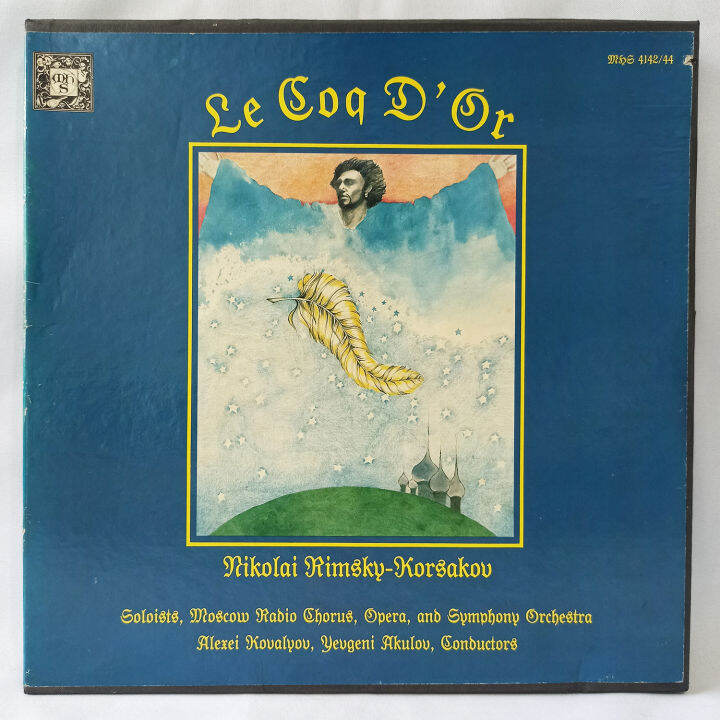 MHS
MHS 4142/44
Le Coq D'Or
Nikolai Rimsky-Korsakov
Soloists, Moscow Radio Chorus, Opera, and Symphony Orchestra
Alexei Kovalyov, Yevgeni Akulov, Conductors